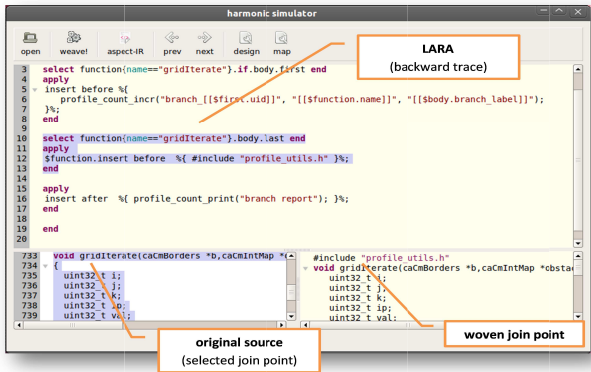 harmonic simulator
open weave! aspect-IR prev next design map
LARA
(backward trace)
3 select function{name=="gridIterate"}.if.body.first end
4 apply
5 insert before %{
6 profile_count_incr("branch_[[$first.uid]]", "[[$function.name]]", "[[$body.branch_label]]");
7 }%;
8 end
9
10 select function{name=="gridIterate"}.body.last end
11 apply
12 $function.insert before %{ #include "profile_utils.h" }%;
13 end
14
15 apply
16 insert after %{ profile_count_print("branch report"); }%;
17 end
18
19 end
20
733 void gridIterate(caCmBorders *b,caCmIntMap *
734 {
735 uint32_t i;
736 uint32_t j;
737 uint32_t k;
738 uint32_t ip;
739 uint32_t val;
#include "profile_utils.h"
void gridIterate(caCmBorders *b,caCmIntMap *cbstac
uint32_t i;
uint32_t j;
uint32_t k;
uint32_t ip;
uint32_t val;
original source
(selected join point)
woven join point